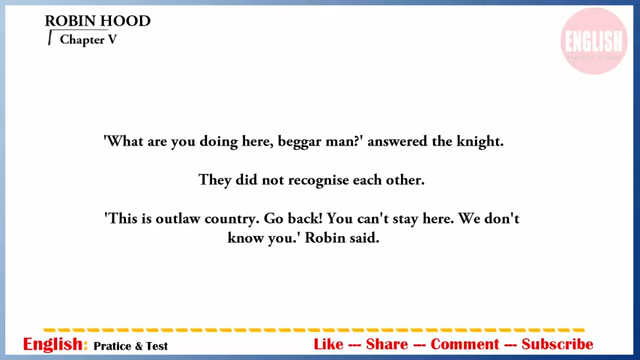 ROBIN HOOD
Chapter V
ENGLISH
'What are you doing here, beggar man?' answered the knight.
They did not recognise each other.
'This is outlaw country. Go back! You can't stay here. We don't
know you.' Robin said.
English: Pratice & Test
Like --- Share --- Comment --- Subscribe